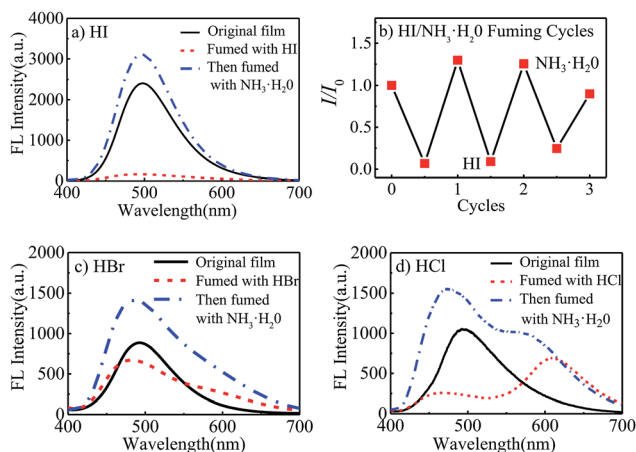 a) HI
Original film
Fumed with HI
Then fumed
with NH₃·H₂0
4000
3000
2000
1000
0
400 500 600 700
Wavelength(nm)
FL Intensity(a.u.)
b) HI/NH₃·H₂0 Fuming Cycles
NH₃·H₂0
HI
1.5
1.0
0.5
0.0
0 1 2 3
Cycles
I/I₀
c) HBr
Original film
Fumed with HBr
Then fumed
with NH₃·H₂0
2000
1500
1000
500
0
400 500 600 700
Wavelength(nm)
FL Intensity(a.u.)
d) HCl
Original film
Fumed with HCl
Then fumed
with NH₃·H₂0
2000
1500
1000
500
0
400 500 600 700
Wavelength(nm)
FL Intensity(a.u.)